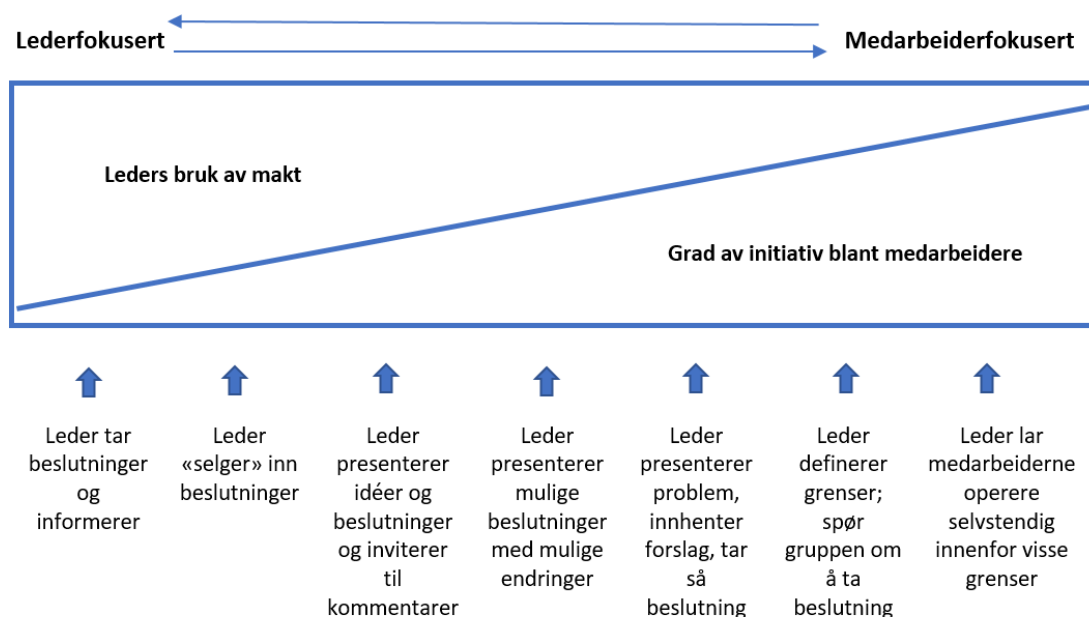 Lederfokusert
Medarbeiderfokusert
Leders bruk av makt
Grad av initiativ blant medarbeidere
Leder tar
beslutninger
og
informerer
Leder
«selger» inn
beslutninger
Leder
presenterer
idéer og
beslutninger
og inviterer
til
kommentarer
Leder
presenterer
mulige
beslutninger
med mulige
endringer
Leder
presenterer
problem,
innhenter
forslag, tar
så
beslutning
Leder
definerer
grenser;
spør
gruppen om
å ta
beslutning
Leder lar
medarbeiderne
operere
selvstendig
innenfor visse
grenser